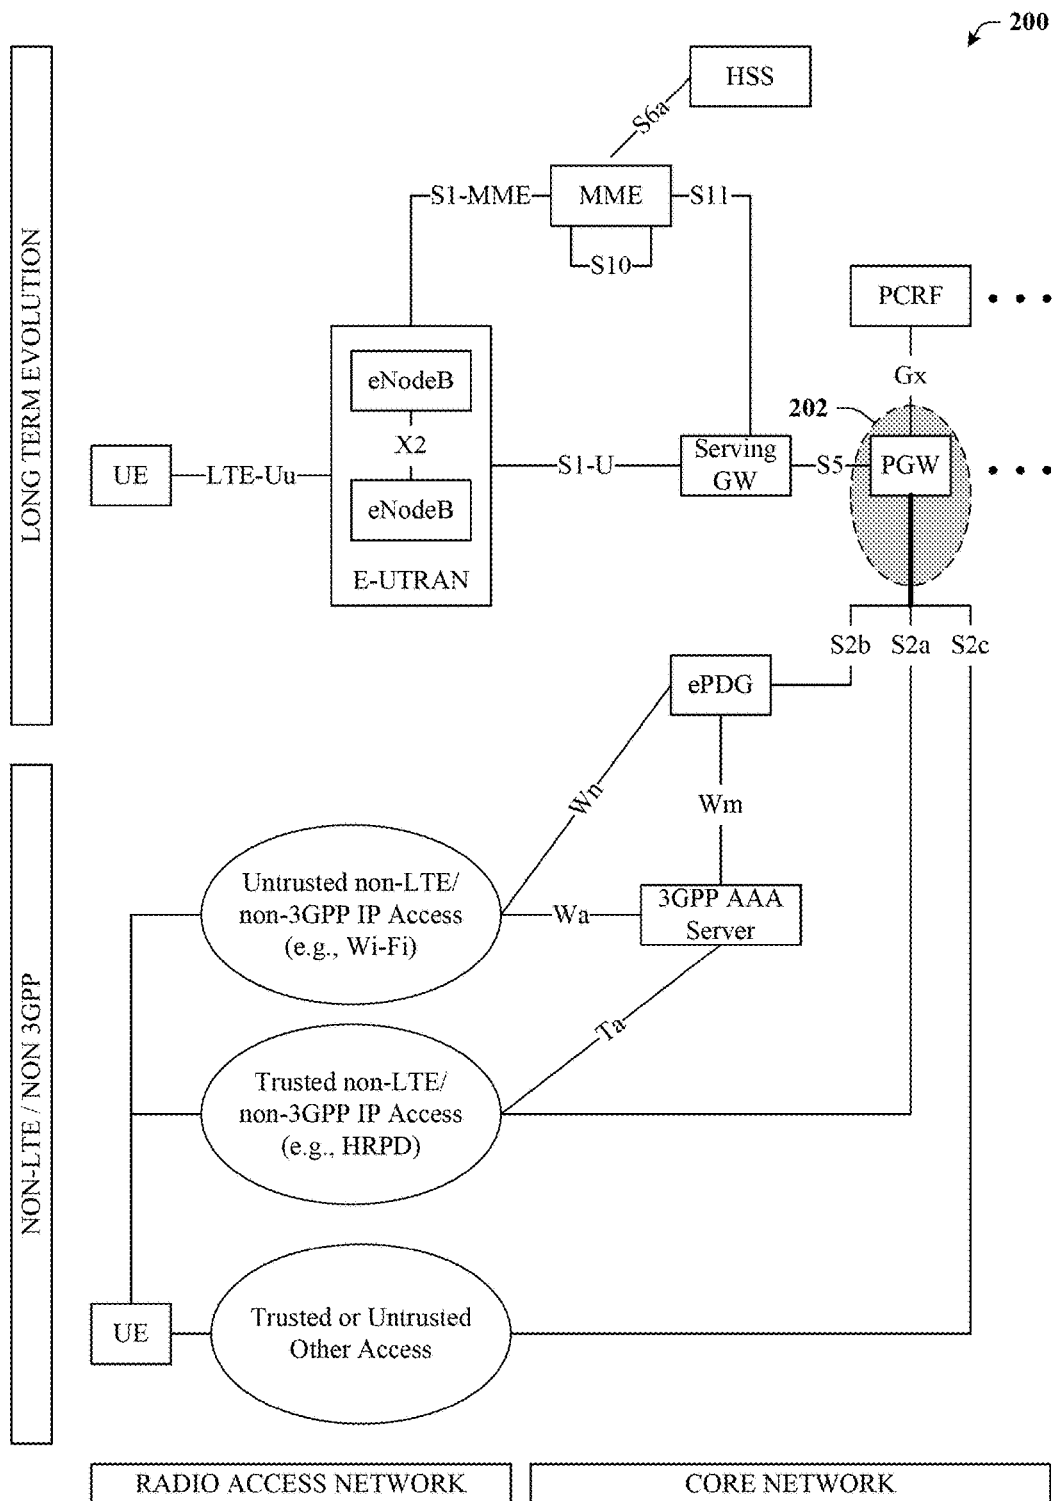 200
HSS
S6a
S1-MME
MME
S11
S10
PCRF
Gx
202
LONG TERM EVOLUTION
eNodeB
X2
eNodeB
E-UTRAN
UE
LTE-Uu
S1-U
Serving
GW
S5
PGW
S2b
S2a
S2c
ePDG
Wn
Wm
NON-LTE / NON 3GPP
Untrusted non-LTE/
non-3GPP IP Access
(e.g., Wi-Fi)
Wa
3GPP AAA
Server
Ta
Trusted non-LTE/
non-3GPP IP Access
(e.g., HRPD)
UE
Trusted or Untrusted
Other Access
RADIO ACCESS NETWORK
CORE NETWORK